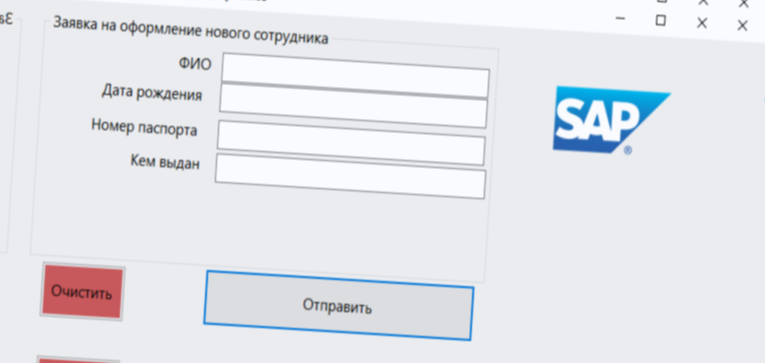 Заявка на оформление нового сотрудника
ФИО
Дата рождения
Номер паспорта
Кем выдан
SAP
®
Очистить
Отправить